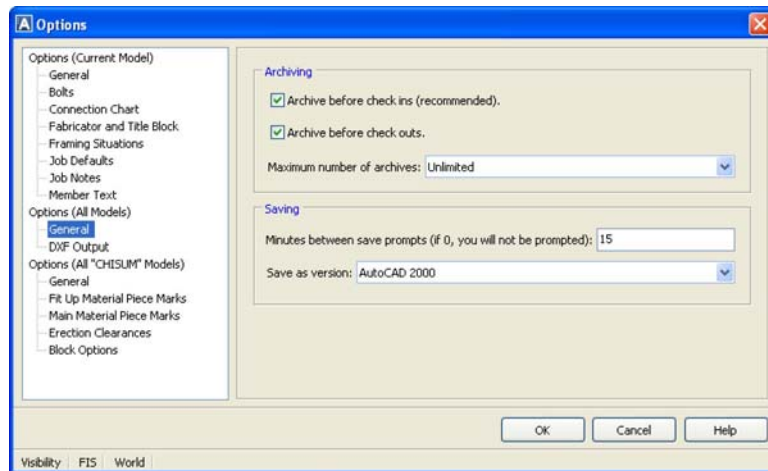 Options
Options (Current Model)
General
Bolts
Connection Chart
Fabricator and Title Block
Framing Situations
Job Defaults
Job Notes
Member Text
Options (All Models)
General
DXF Output
Options (All "CHISUM" Models)
General
Fit Up Material Piece Marks
Main Material Piece Marks
Erection Clearances
Block Options
Archiving
Archive before check ins (recommended).
Archive before check outs.
Maximum number of archives: Unlimited
Saving
Minutes between save prompts (if 0, you will not be prompted): 15
Save as version: AutoCAD 2000
OK Cancel Help
Visibility FIS World